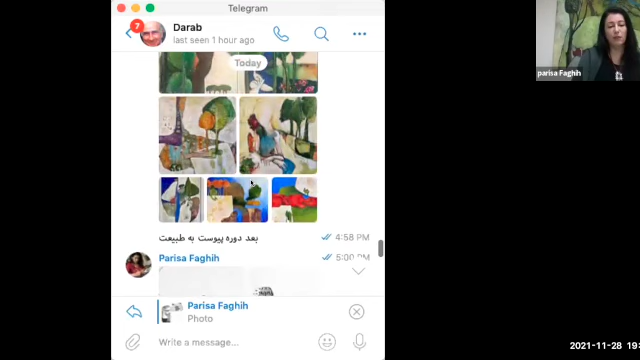 Telegram
7
Darab
last seen 1 hour ago
Today
بعد دوره پیوست به طبیعت
4:58 PM
Parisa Faghih
5:00 PM
Parisa Faghih
Photo
Write a message...
parisa Faghih
2021-11-28 19: